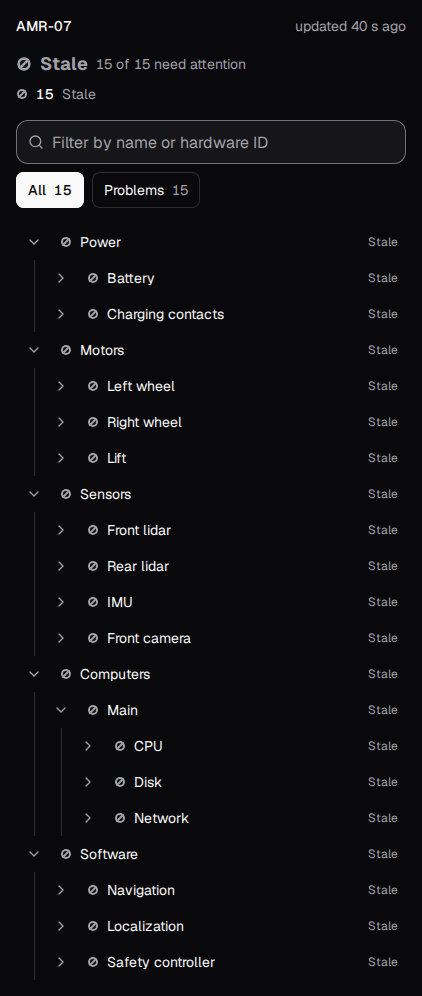 AMR-07 updated 40 s ago
Stale 15 of 15 need attention
15 Stale
Filter by name or hardware ID
All 15 Problems 15
Power Stale
Battery Stale
Charging contacts Stale
Motors Stale
Left wheel Stale
Right wheel Stale
Lift Stale
Sensors Stale
Front lidar Stale
Rear lidar Stale
IMU Stale
Front camera Stale
Computers Stale
Main Stale
CPU Stale
Disk Stale
Network Stale
Software Stale
Navigation Stale
Localization Stale
Safety controller Stale